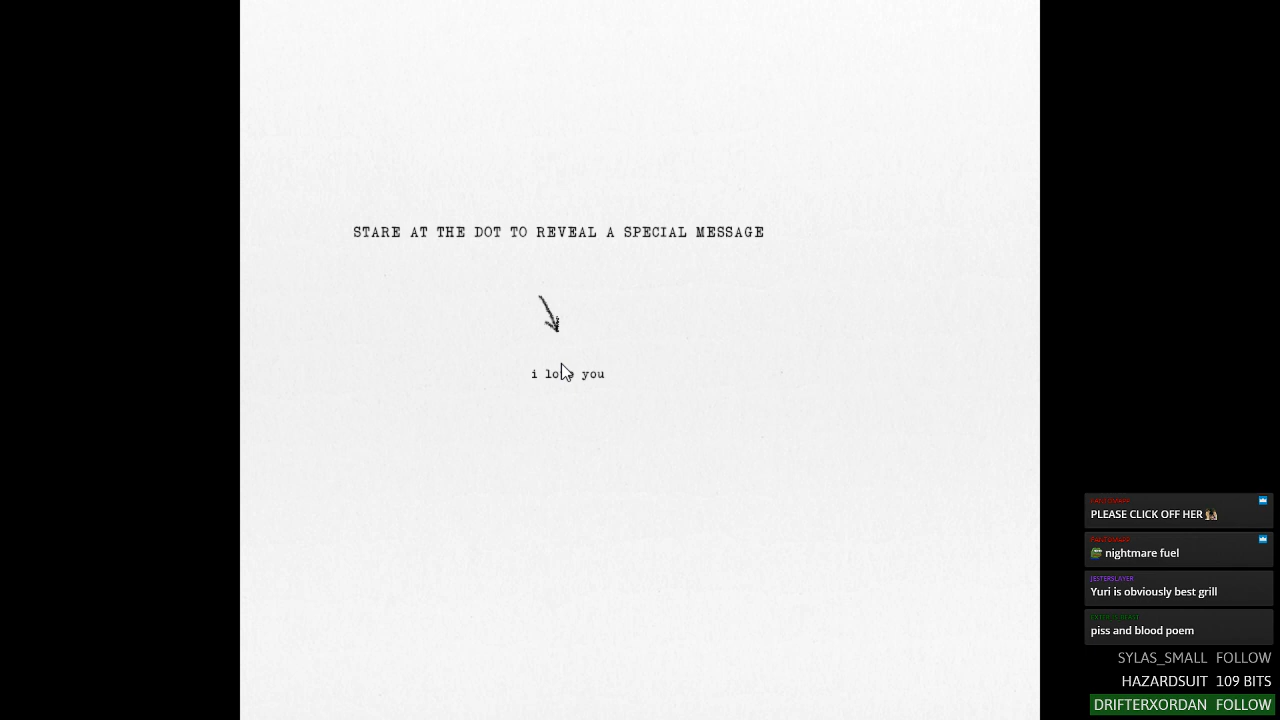 STARE AT THE DOT TO REVEAL A SPECIAL MESSAGE
i love you
PLEASE CLICK OFF HER
nightmare fuel
JESTERSLAYER
Yuri is obviously best grill
piss and blood poem
SYLAS_SMALL FOLLOW
HAZARDSUIT 109 BITS
DRIFTERXORDAN FOLLOW